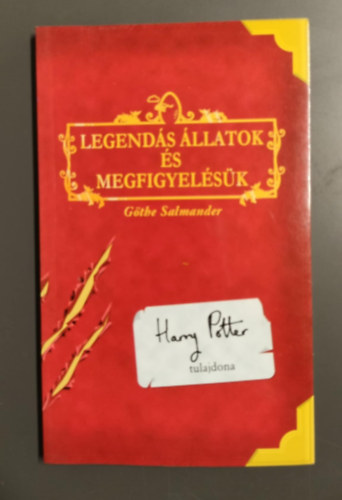 LEGENDÁS ÁLLATOK
ÉS
MEGFIGYELÉSÜK
Göthe Salmander
Harry Potter
tulajdona